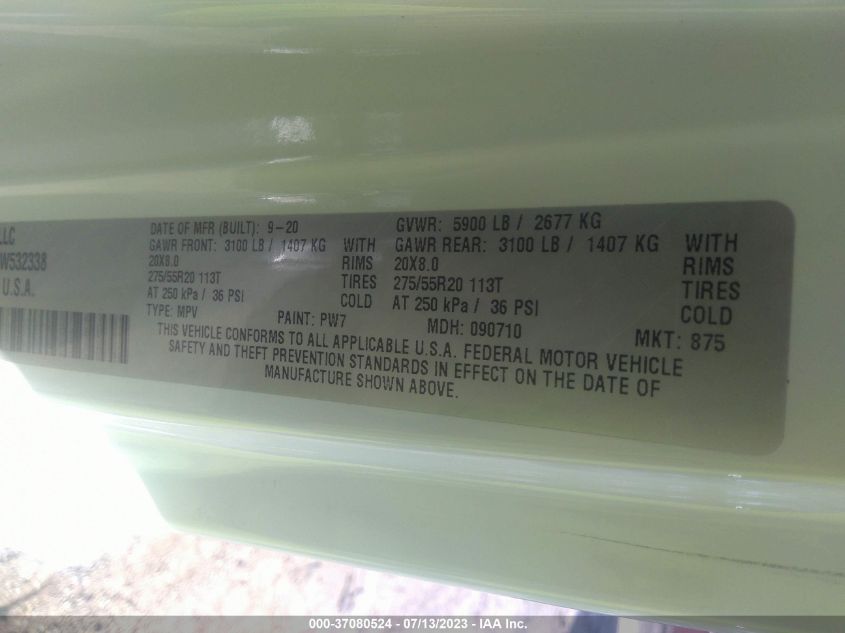 LLC
W532338
U.S.A.
DATE OF MFR (BUILT): 9-20
GAWR FRONT: 3100 LB / 1407 KG WITH
20X8.0 RIMS
275/55R20 113T TIRES
AT 250 kPa / 36 PSI COLD
TYPE: MPV
PAINT: PW7
GVWR: 5900 LB / 2677 KG
GAWR REAR: 3100 LB / 1407 KG WITH
20X8.0 RIMS
275/55R20 113T TIRES
AT 250 kPa / 36 PSI COLD
MDH: 090710
MKT: 875
THIS VEHICLE CONFORMS TO ALL APPLICABLE U.S.A. FEDERAL MOTOR VEHICLE
SAFETY AND THEFT PREVENTION STANDARDS IN EFFECT ON THE DATE OF
MANUFACTURE SHOWN ABOVE.
000-37080524 - 07/13/2023 - IAA Inc.